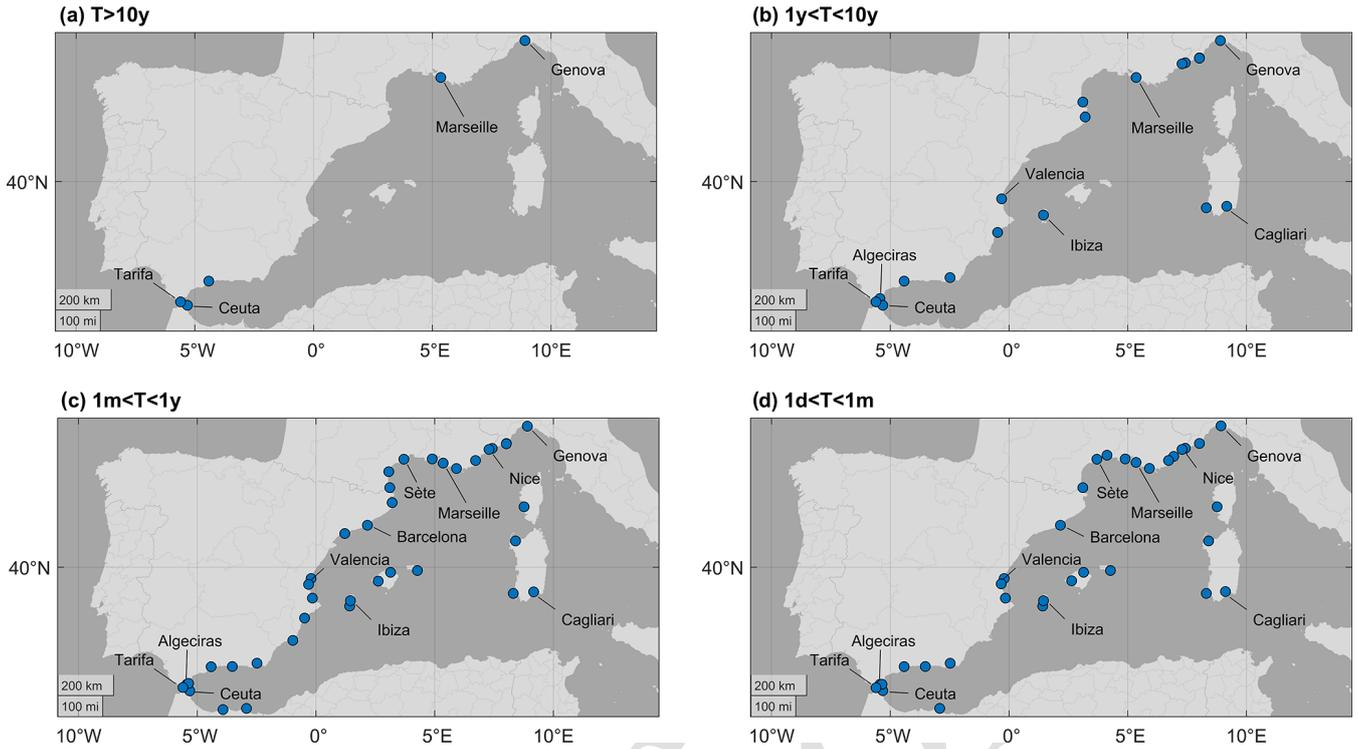 (a) T>10y
Genova
Marseille
40°N
Tarifa
Ceuta
200 km
100 mi
10°W 5°W 0° 5°E 10°E
(b) 1y<T<10y
Genova
Marseille
Valencia
40°N
Ibiza
Cagliari
Algeciras
Tarifa
Ceuta
200 km
100 mi
10°W 5°W 0° 5°E 10°E
(c) 1m<T<1y
Genova
Nice
Sète
Marseille
Barcelona
Valencia
40°N
Cagliari
Ibiza
Algeciras
Tarifa
Ceuta
200 km
100 mi
10°W 5°W 0° 5°E 10°E
(d) 1d<T<1m
Genova
Nice
Sète
Marseille
Barcelona
Valencia
40°N
Cagliari
Ibiza
Algeciras
Tarifa
Ceuta
200 km
100 mi
10°W 5°W 0° 5°E 10°E